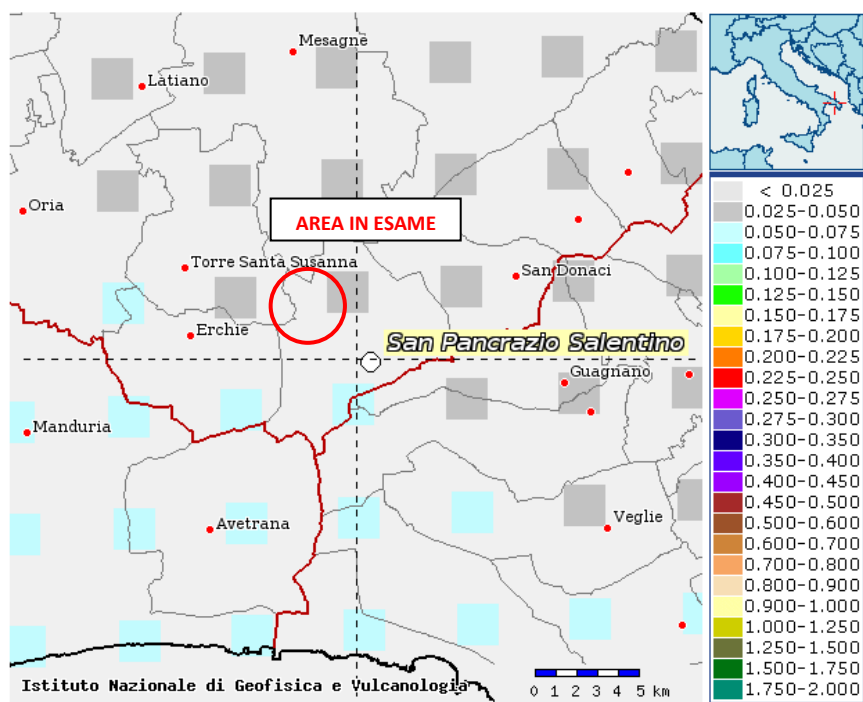 Mesagne
Latiano
Oria
AREA IN ESAME
Torre Santa Susanna
San Donaci
Erchie
San Pancrazio Salentino
Guagnano
Manduria
Avetrana
Veglie
Istituto Nazionale di Geofisica e Vulcanologia
0 1 2 3 4 5 km
< 0.025
0.025-0.050
0.050-0.075
0.075-0.100
0.100-0.125
0.125-0.150
0.150-0.175
0.175-0.200
0.200-0.225
0.225-0.250
0.250-0.275
0.275-0.300
0.300-0.350
0.350-0.400
0.400-0.450
0.450-0.500
0.500-0.600
0.600-0.700
0.700-0.800
0.800-0.900
0.900-1.000
1.000-1.250
1.250-1.500
1.500-1.750
1.750-2.000